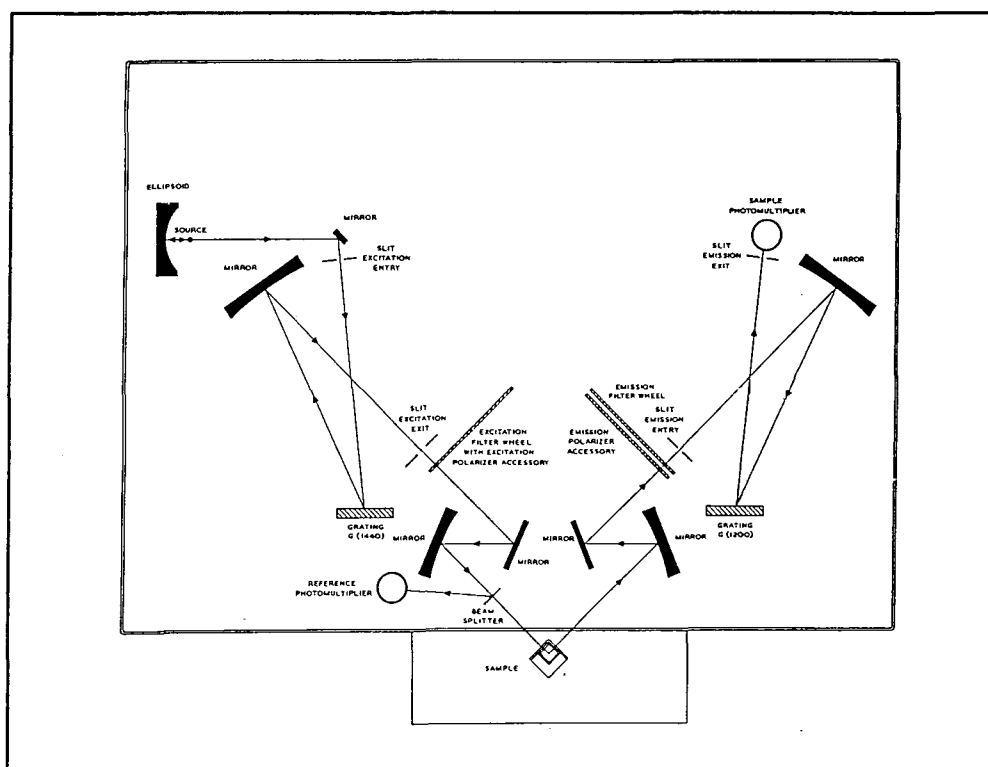 ELLIPSOID
SOURCE
MIRROR
SLIT
EXCITATION
ENTRY
MIRROR
SAMPLE
PHOTOMULTIPLIER
SLIT
EMISSION
EXIT
MIRROR
SLIT
EXCITATION
EXIT
EXCITATION
FILTER WHEEL
WITH EXCITATION
POLARIZER ACCESSORY
EMISSION
FILTER WHEEL
SLIT
EMISSION
ENTRY
EMISSION
POLARIZER
ACCESSORY
GRATING
G (1440)
MIRROR
MIRROR
MIRROR
MIRROR
GRATING
G (1200)
REFERENCE
PHOTOMULTIPLIER
BEAM
SPLITTER
SAMPLE